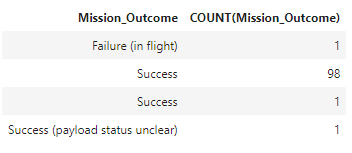 Mission_Outcome COUNT(Mission_Outcome)
Failure (in flight) 1
Success 98
Success 1
Success (payload status unclear) 1